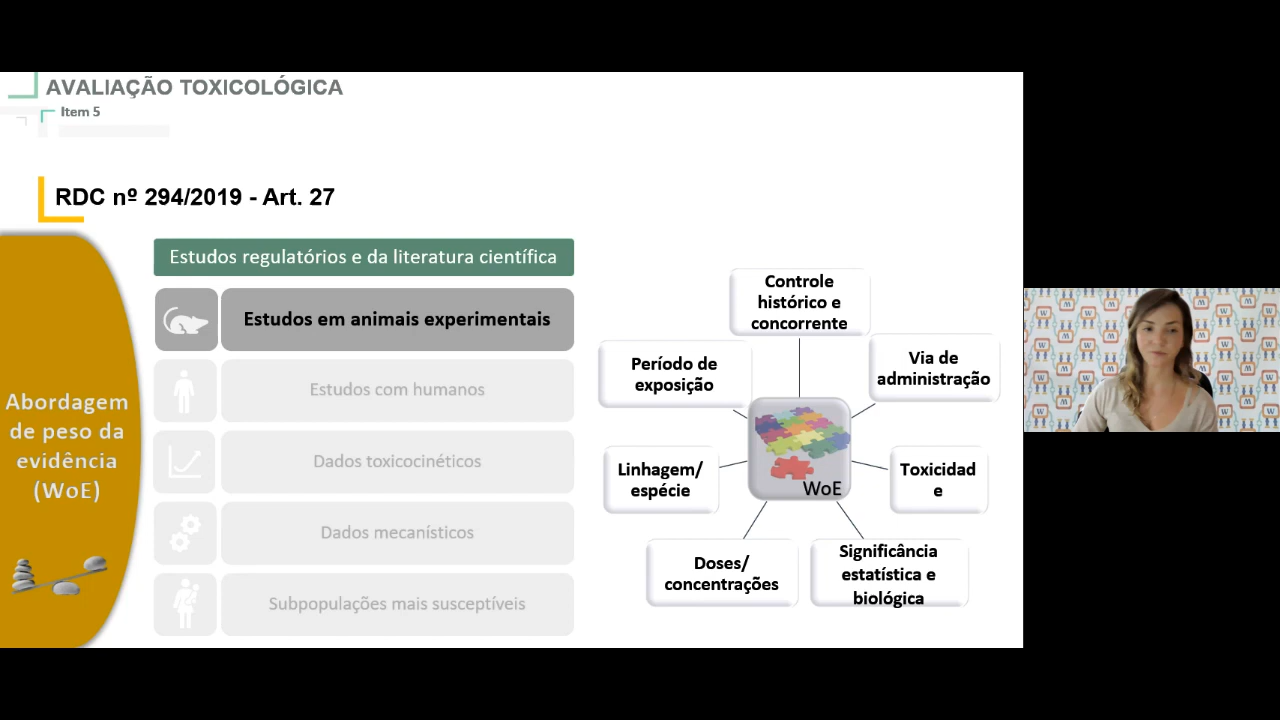 AVALIAÇÃO TOXICOLÓGICA
Item 5
RDC nº 294/2019 - Art. 27
Abordagem
de peso da
evidência
(WoE)
Estudos regulatórios e da literatura científica
Estudos em animais experimentais
Estudos com humanos
Dados toxicocinéticos
Dados mecanísticos
Subpopulações mais susceptíveis
Controle
histórico e
concorrente
Período de
exposição
Via de
administração
Linhagem/
espécie
WoE
Toxicidad
e
Doses/
concentrações
Significância
estatística e
biológica